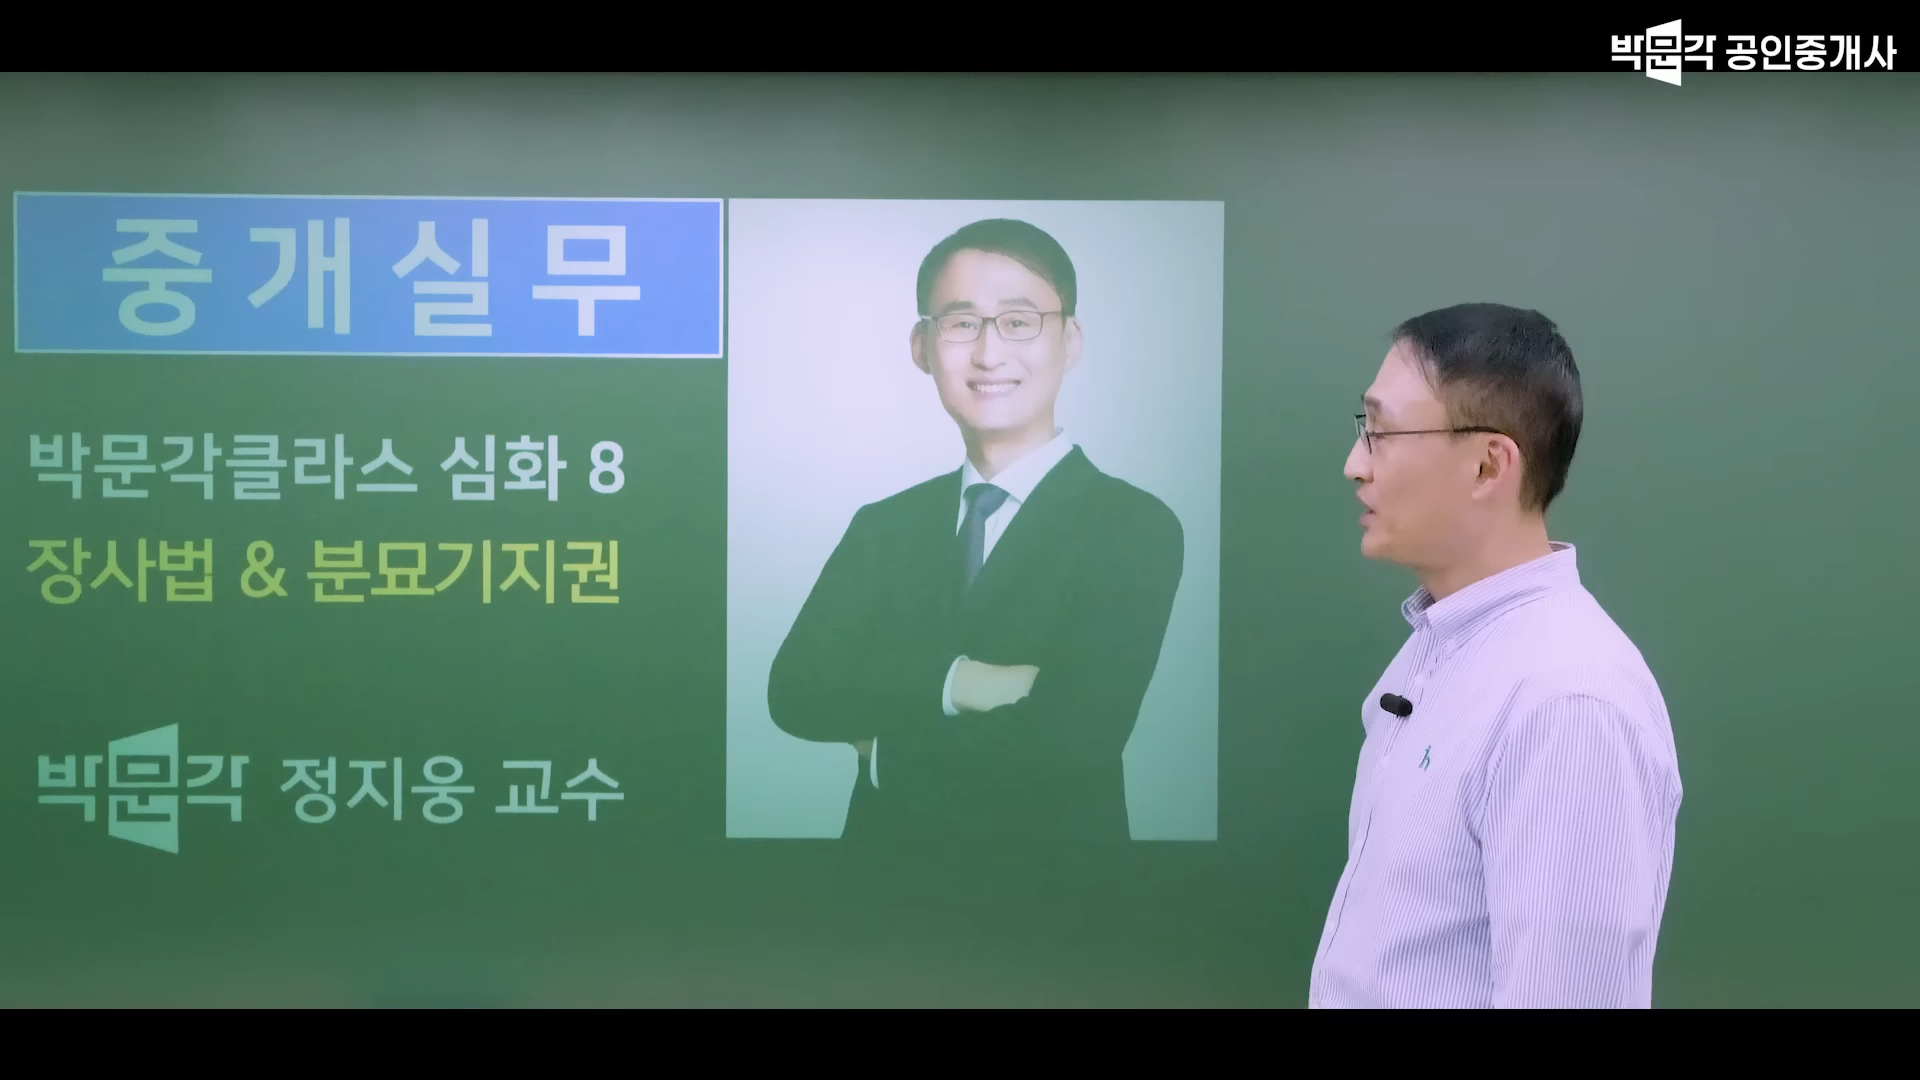 박문각 공인중개사
중개실무
박문각클라스 심화 8
장사법 & 분묘기지권
박문각 정지웅 교수
h